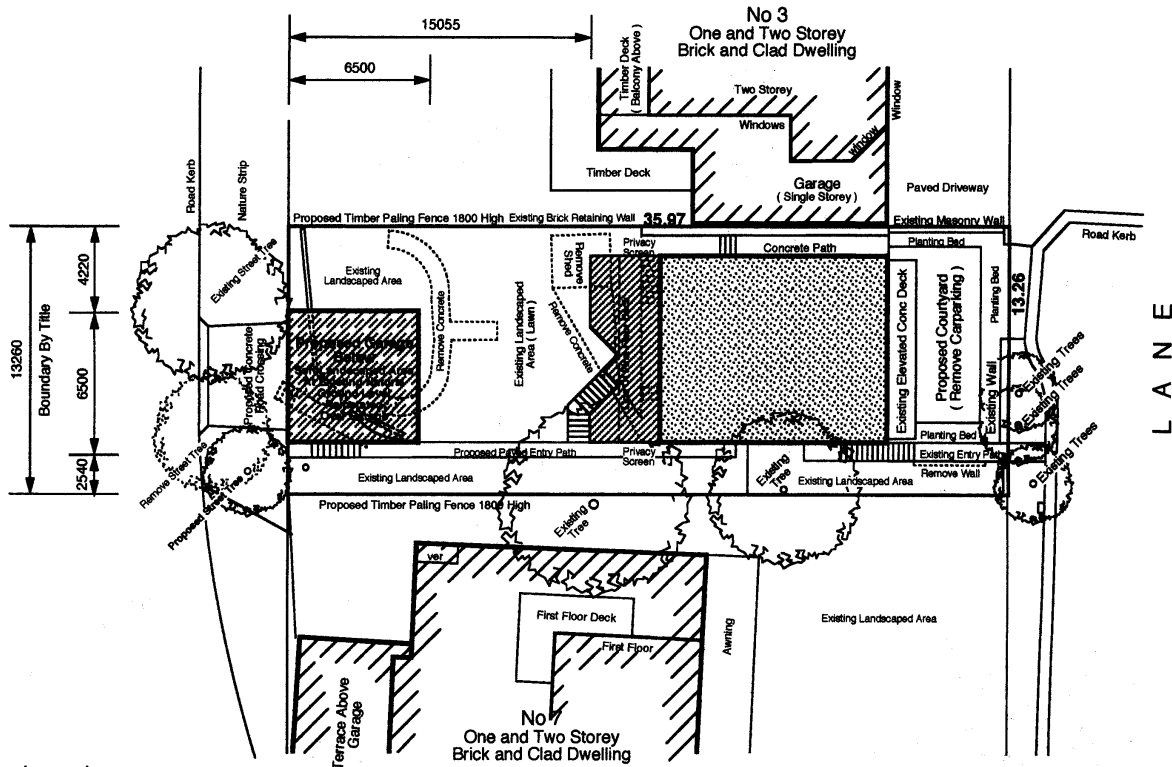 15055
6500
No 3
One and Two Storey
Brick and Clad Dwelling
Timber Deck
( Balcony Above )
Two Storey
Windows
Window
Window
Timber Deck
Garage
( Single Storey )
Paved Driveway
Road Kerb
Nature Strip
Proposed Timber Paling Fence 1800 High
Existing Brick Retaining Wall
35.97
Existing Masonry Wall
Road Kerb
13260
Boundary By Title
4220
6500
2540
Existing Street Tree
Existing
Landscaped Area
Remove Concrete
Existing Landscaped
Area ( Lawn )
Remove
Shed
Remove Concrete
Privacy
Screen
Concrete Path
Planting Bed
Existing Elevated Conc Deck
Proposed Courtyard
( Remove Carparking )
Planting Bed
13.26
Existing Wall
Existing Trees
Existing Trees
Existing Trees
LANE
Proposed Concrete
Road Crossing
Proposed Garage
Below
Remove Street Tree
Proposed Street Tree
Proposed Paved Entry Path
Privacy
Screen
Planting Bed
Existing Entry Path
Remove Wall
Existing Landscaped Area
Existing
Tree
Existing Landscaped Area
Proposed Timber Paling Fence 1800 High
Existing
Tree
ver
First Floor Deck
First Floor
Awning
Existing Landscaped Area
Terrace Above
Garage
No 7
One and Two Storey
Brick and Clad Dwelling